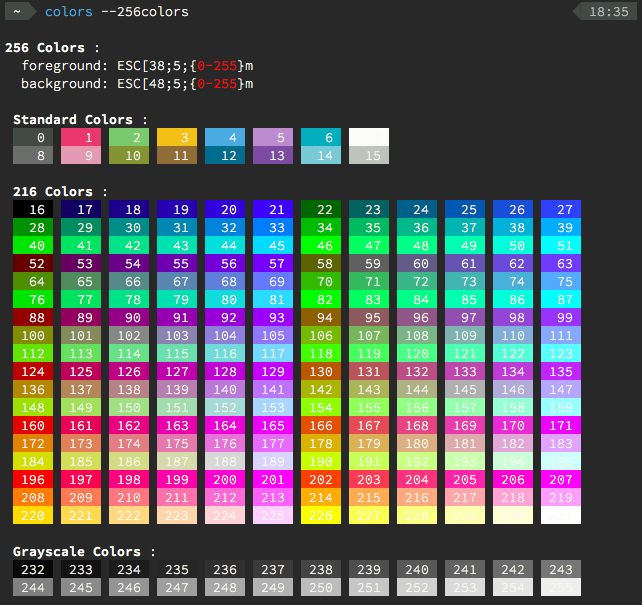 ~ colors --256colors 18:35
256 Colors :
foreground: ESC[38;5;{0-255}m
background: ESC[48;5;{0-255}m
Standard Colors :
0 1 2 3 4 5 6
8 9 10 11 12 13 14 15
216 Colors :
16 17 18 19 20 21 22 23 24 25 26 27
28 29 30 31 32 33 34 35 36 37 38 39
40 41 42 43 44 45 46 47 48 49 50 51
52 53 54 55 56 57 58 59 60 61 62 63
64 65 66 67 68 69 70 71 72 73 74 75
76 77 78 79 80 81 82 83 84 85 86 87
88 89 90 91 92 93 94 95 96 97 98 99
100 101 102 103 104 105 106 107 108 109 110 111
112 113 114 115 116 117 118 119 120 121 122 123
124 125 126 127 128 129 130 131 132 133 134 135
136 137 138 139 140 141 142 143 144 145 146 147
148 149 150 151 152 153 154 155 156 157 158 159
160 161 162 163 164 165 166 167 168 169 170 171
172 173 174 175 176 177 178 179 180 181 182 183
184 185 186 187 188 189 190 191 192 193 194
196 197 198 199 200 201 202 203 204 205 206 207
208 209 210 211 212 213 214 215 216 217 218 219
220 221 222 223 224 225 226 227 228 229
Grayscale Colors :
232 233 234 235 236 237 238 239 240 241 242 243
244 245 246 247 248 249 250 251 252 253 254 255